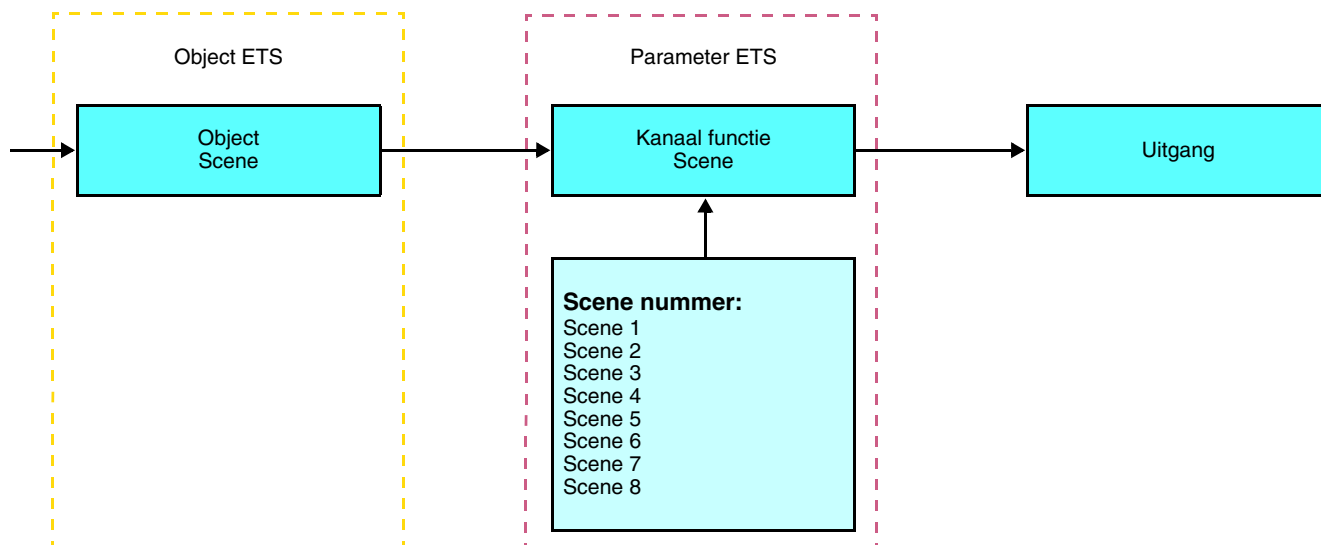 Object ETS
Parameter ETS
Object
Scene
Kanaal functie
Scene
Uitgang
Scene nummer:
Scene 1
Scene 2
Scene 3
Scene 4
Scene 5
Scene 6
Scene 7
Scene 8